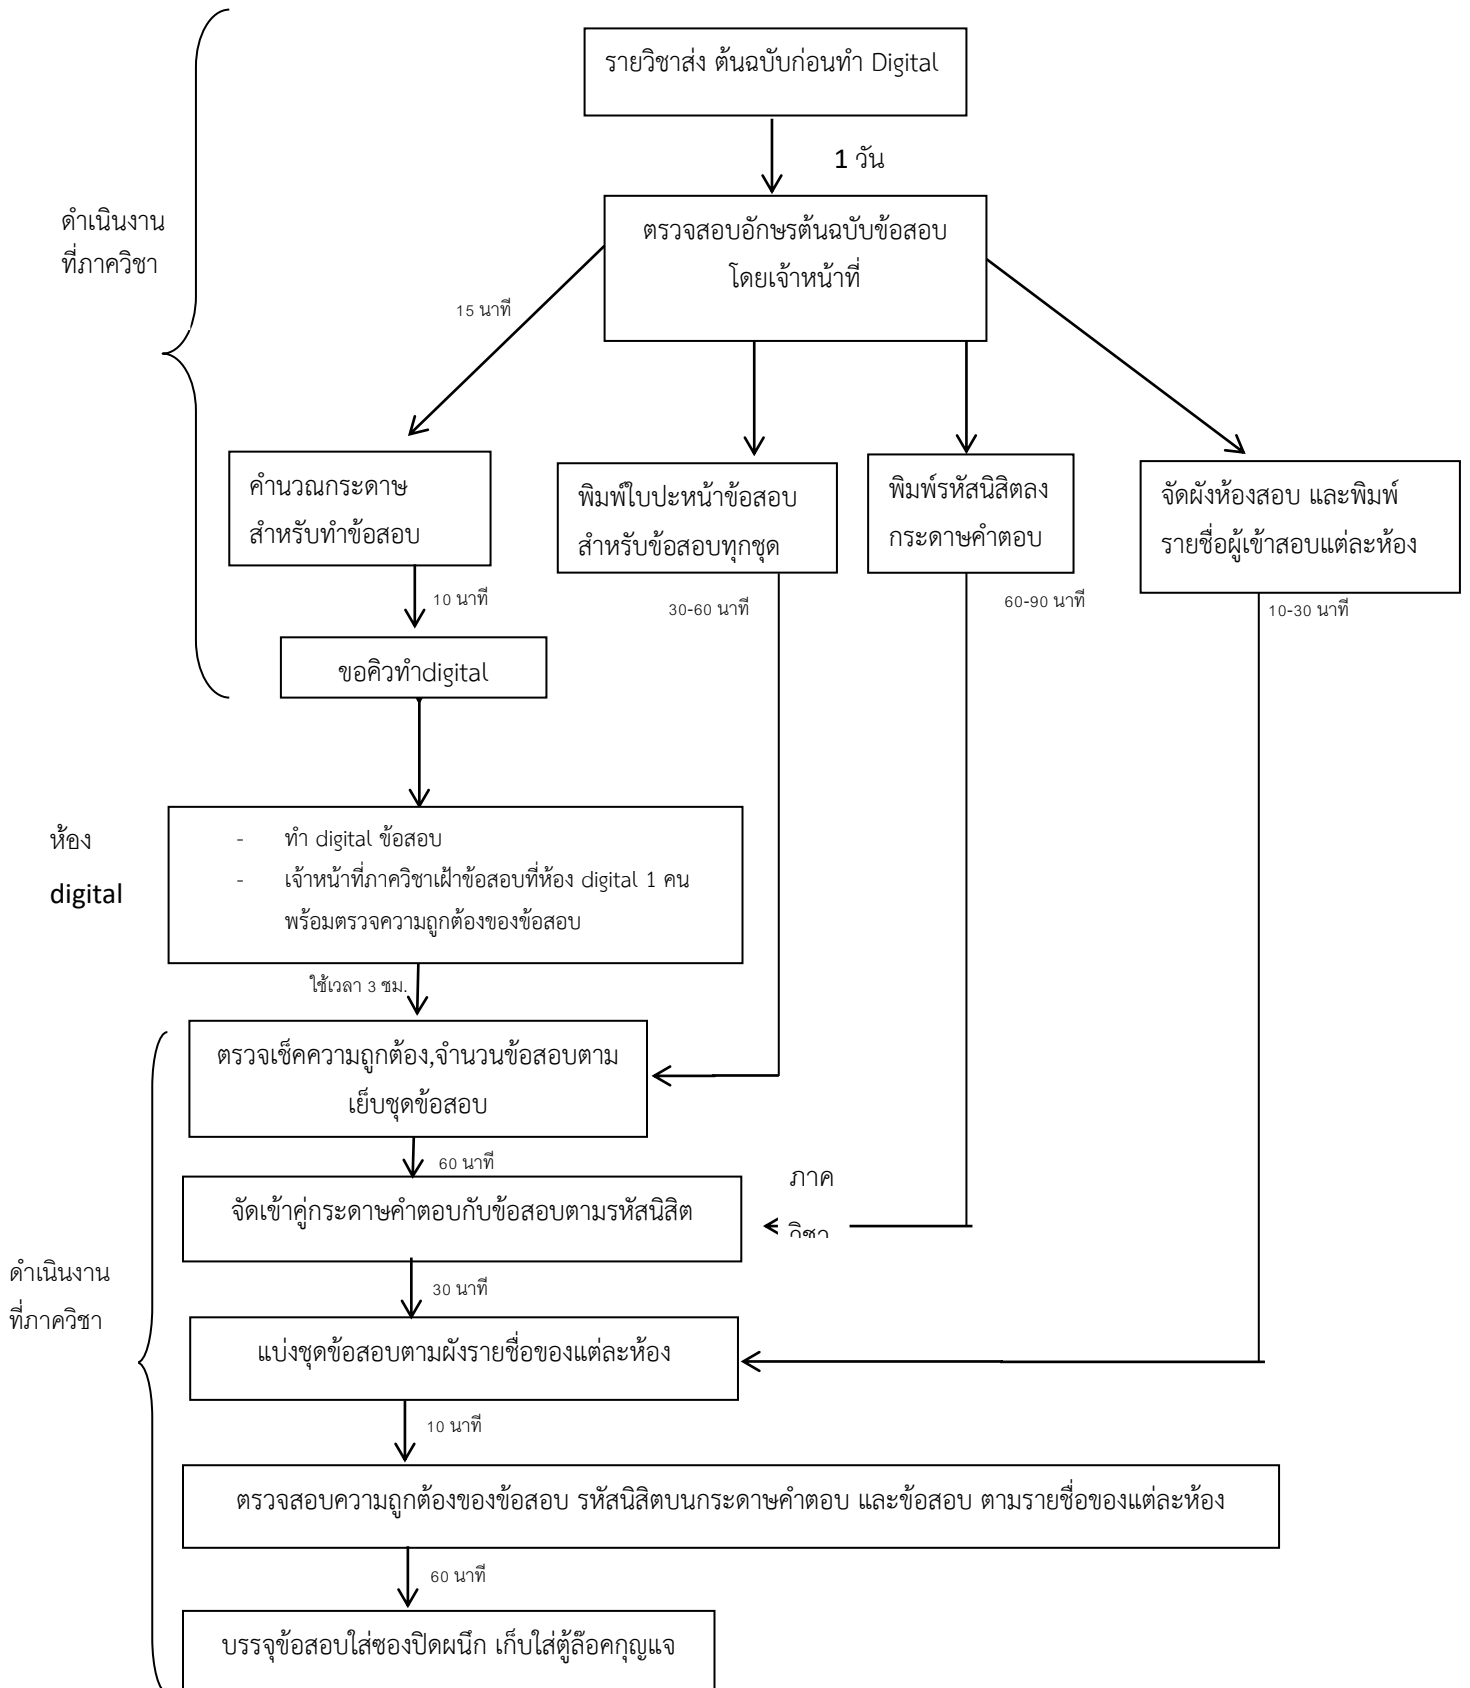 รายวิชาส่ง ต้นฉบับก่อนทำ Digital
1 วัน
ดำเนินงาน
ที่ภาควิชา
ตรวจสอบอักษรต้นฉบับข้อสอบ
โดยเจ้าหน้าที่
15 นาที
คำนวณกระดาษ
สำหรับทำข้อสอบ
พิมพ์ใบปะหน้าข้อสอบ
สำหรับข้อสอบทุกชุด
พิมพ์รหัสนิสิตลง
กระดาษคำตอบ
จัดผังห้องสอบ และพิมพ์
รายชื่อผู้เข้าสอบแต่ละห้อง
10 นาที
30-60 นาที
60-90 นาที
10-30 นาที
ขอคิวทำdigital
ห้อง
digital
- ทำ digital ข้อสอบ
- เจ้าหน้าที่ภาควิชาเฝ้าข้อสอบที่ห้อง digital 1 คน
พร้อมตรวจความถูกต้องของข้อสอบ
ใช้เวลา 3 ชม.
ตรวจเช็คความถูกต้อง,จำนวนข้อสอบตาม
เย็บชุดข้อสอบ
60 นาที
ภาค
วิชา
จัดเข้าคู่กระดาษคำตอบกับข้อสอบตามรหัสนิสิต
30 นาที
ดำเนินงาน
ที่ภาควิชา
แบ่งชุดข้อสอบตามผังรายชื่อของแต่ละห้อง
10 นาที
ตรวจสอบความถูกต้องของข้อสอบ รหัสนิสิตบนกระดาษคำตอบ และข้อสอบ ตามรายชื่อของแต่ละห้อง
60 นาที
บรรจุข้อสอบใส่ซองปิดผนึก เก็บใส่ตู้ล๊อคกุญแจ